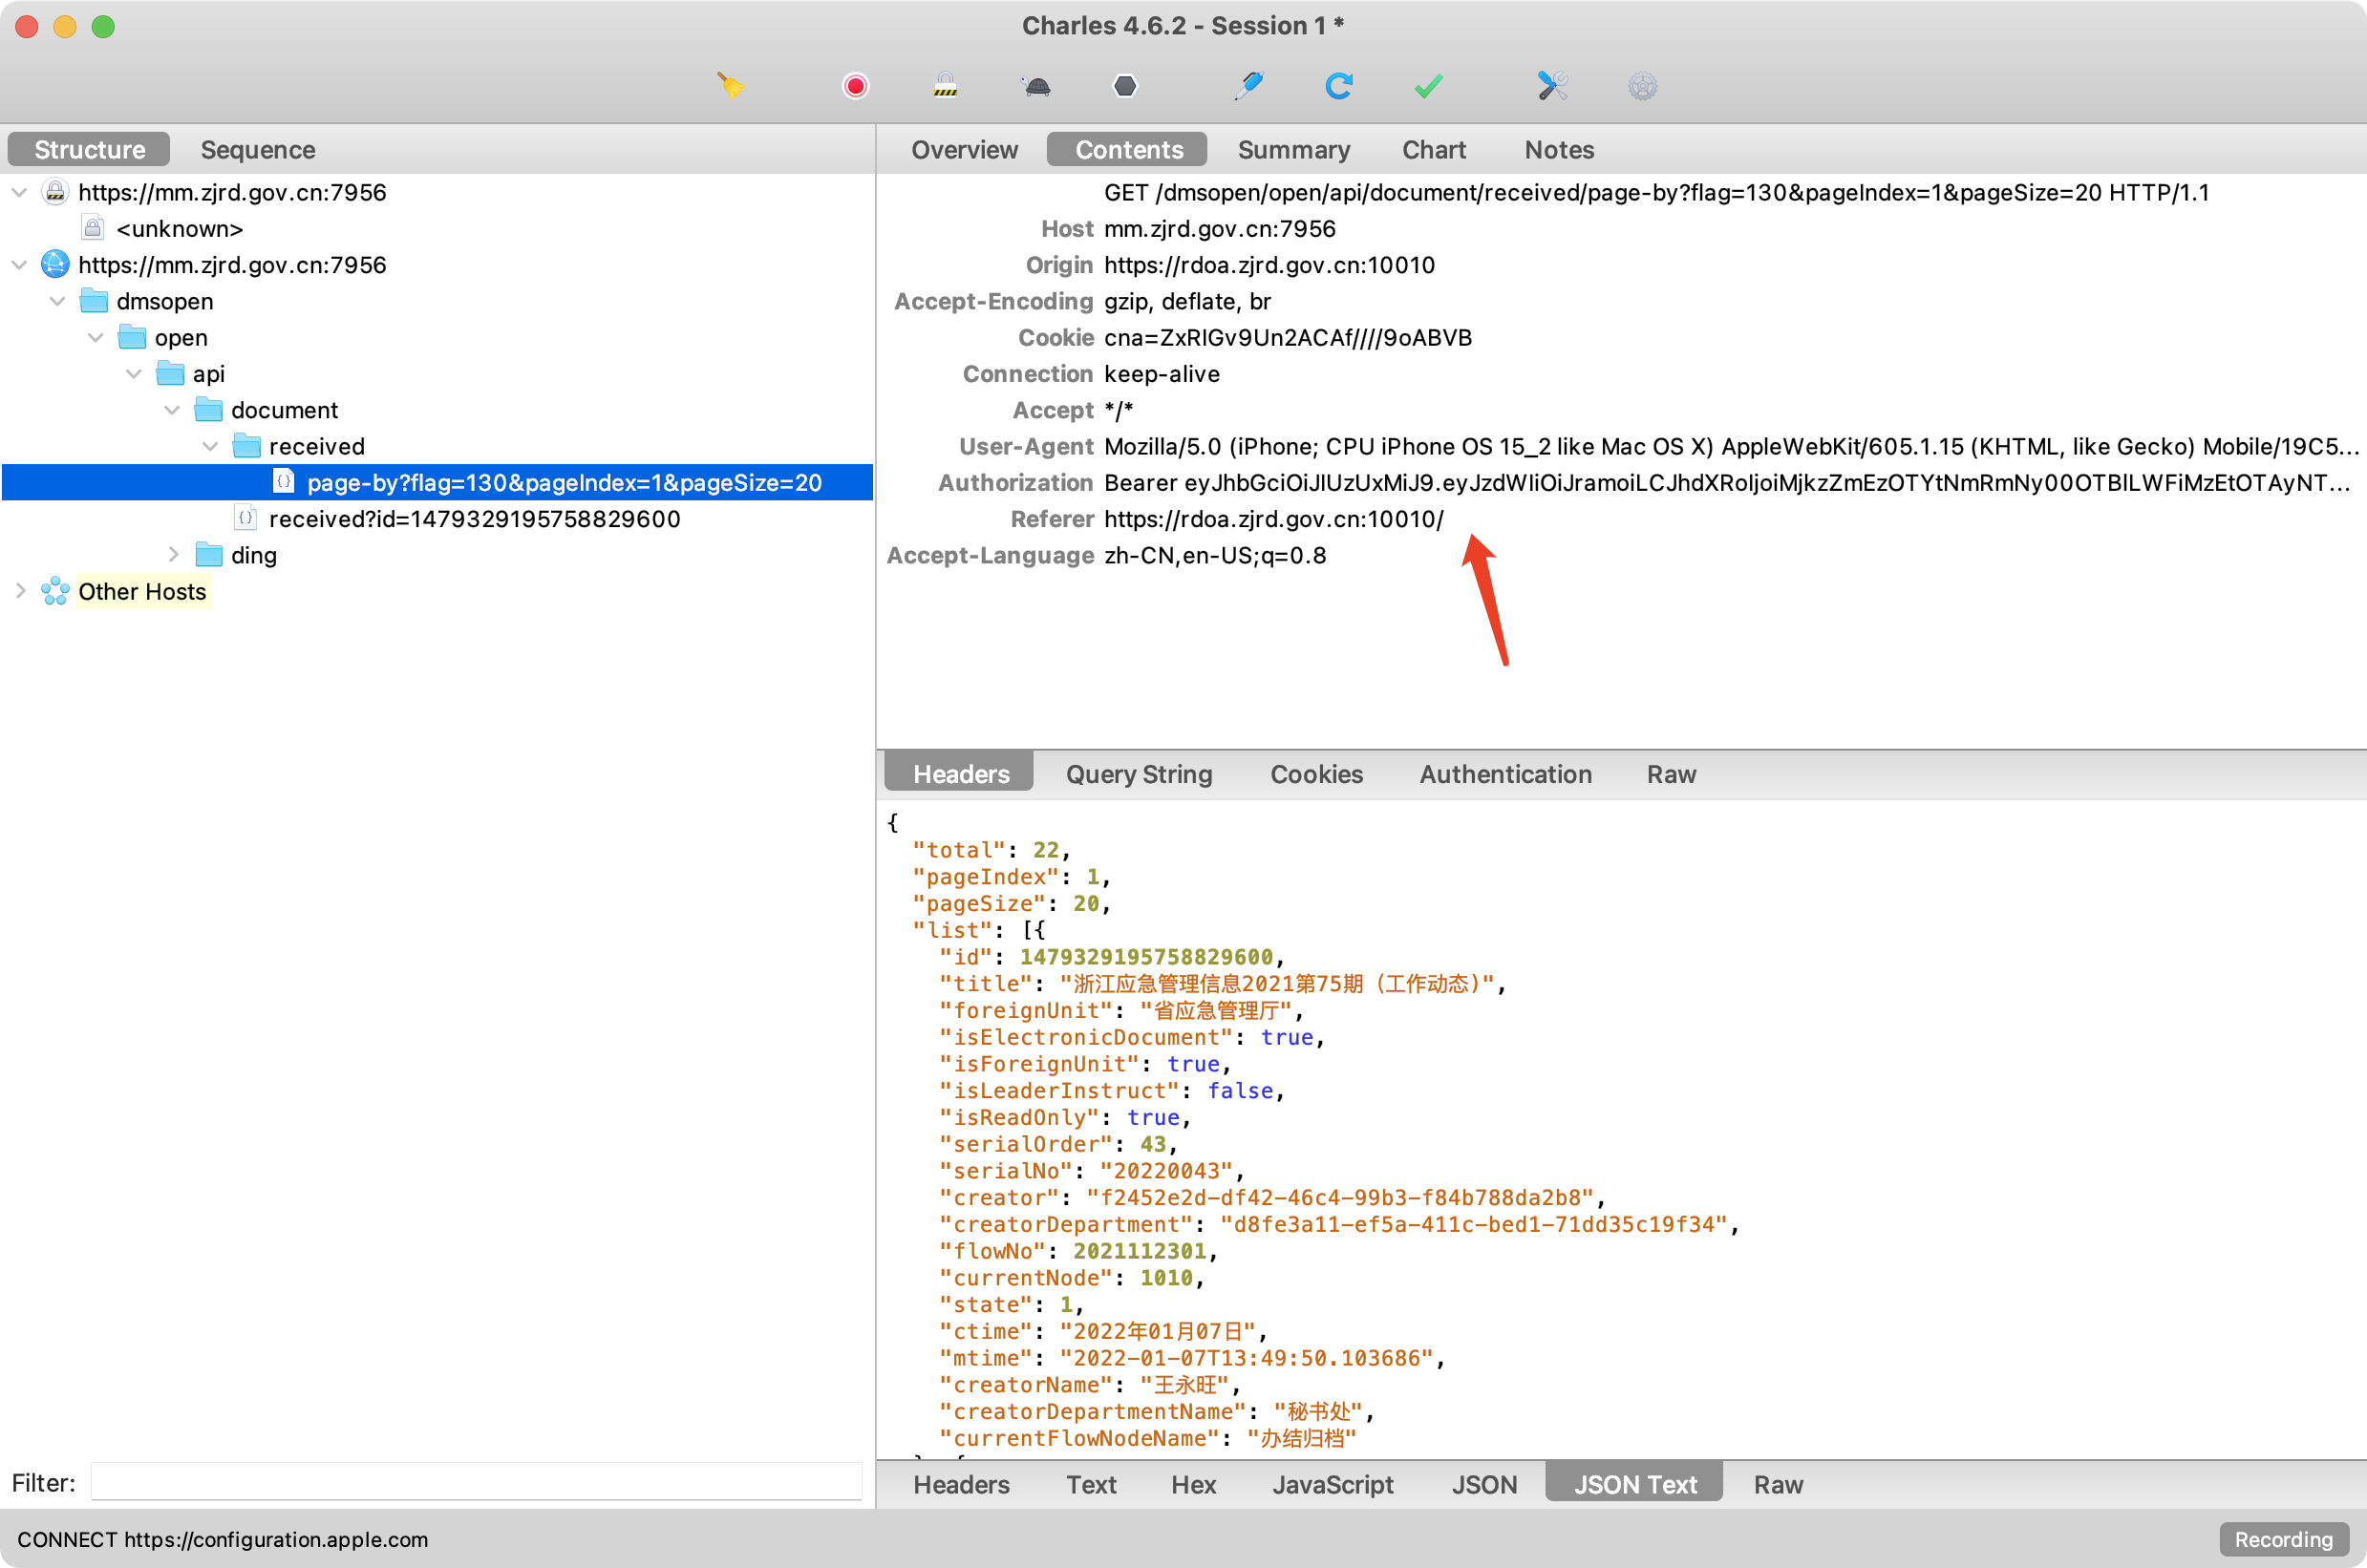 Charles 4.6.2 - Session 1 *
Structure
Sequence
https://mm.zjrd.gov.cn:7956
<unknown>
https://mm.zjrd.gov.cn:7956
dmsopen
open
api
document
received
page-by?flag=130&pageIndex=1&pageSize=20
received?id=1479329195758829600
ding
Other Hosts
Filter:
Overview
Contents
Summary
Chart
Notes
GET /dmsopen/open/api/document/received/page-by?flag=130&pageIndex=1&pageSize=20 HTTP/1.1
Host mm.zjrd.gov.cn:7956
Origin https://rdoa.zjrd.gov.cn:10010
Accept-Encoding gzip, deflate, br
Cookie cna=ZxRlGv9Un2ACAf////9oABVB
Connection keep-alive
Accept */*
User-Agent Mozilla/5.0 (iPhone; CPU iPhone OS 15_2 like Mac OS X) AppleWebKit/605.1.15 (KHTML, like Gecko) Mobile/19C5...
Authorization Bearer eyJhbGciOiJIUzUxMiJ9.eyJzdWIiOiJramoiLCJhdXRoIjoiMjkzZmEzOTYtNmRmNy00OTBlLWFiMzEtOTAyNT...
Referer https://rdoa.zjrd.gov.cn:10010/
Accept-Language zh-CN,en-US;q=0.8
Headers
Query String
Cookies
Authentication
Raw
{
"total": 22,
"pageIndex": 1,
"pageSize": 20,
"list": [{
"id": 1479329195758829600,
"title": "浙江应急管理信息2021第75期（工作动态)",
"foreignUnit": "省应急管理厅",
"isElectronicDocument": true,
"isForeignUnit": true,
"isLeaderInstruct": false,
"isReadOnly": true,
"serialOrder": 43,
"serialNo": "20220043",
"creator": "f2452e2d-df42-46c4-99b3-f84b788da2b8",
"creatorDepartment": "d8fe3a11-ef5a-411c-bed1-71dd35c19f34",
"flowNo": 2021112301,
"currentNode": 1010,
"state": 1,
"ctime": "2022年01月07日",
"mtime": "2022-01-07T13:49:50.103686",
"creatorName": "王永旺",
"creatorDepartmentName": "秘书处",
"currentFlowNodeName": "办结归档"
Headers
Text
Hex
JavaScript
JSON
JSON Text
Raw
CONNECT https://configuration.apple.com
Recording